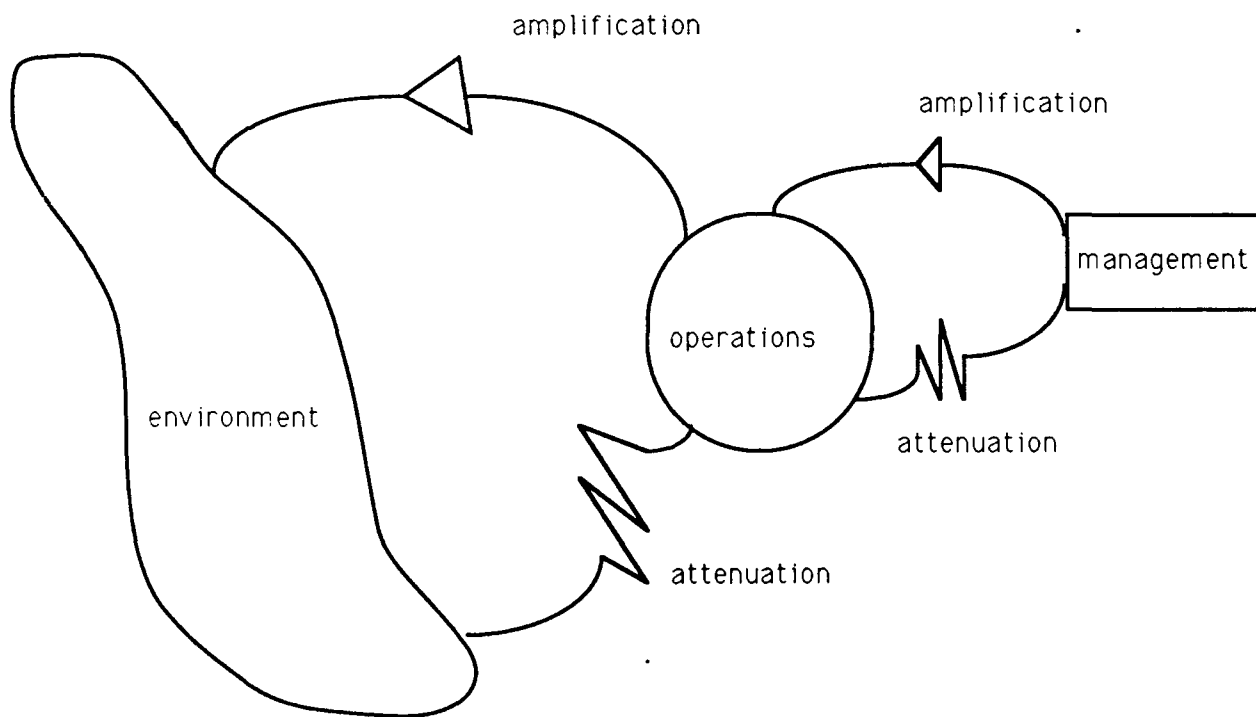 amplification
amplification
management
operations
environment
attenuation
attenuation